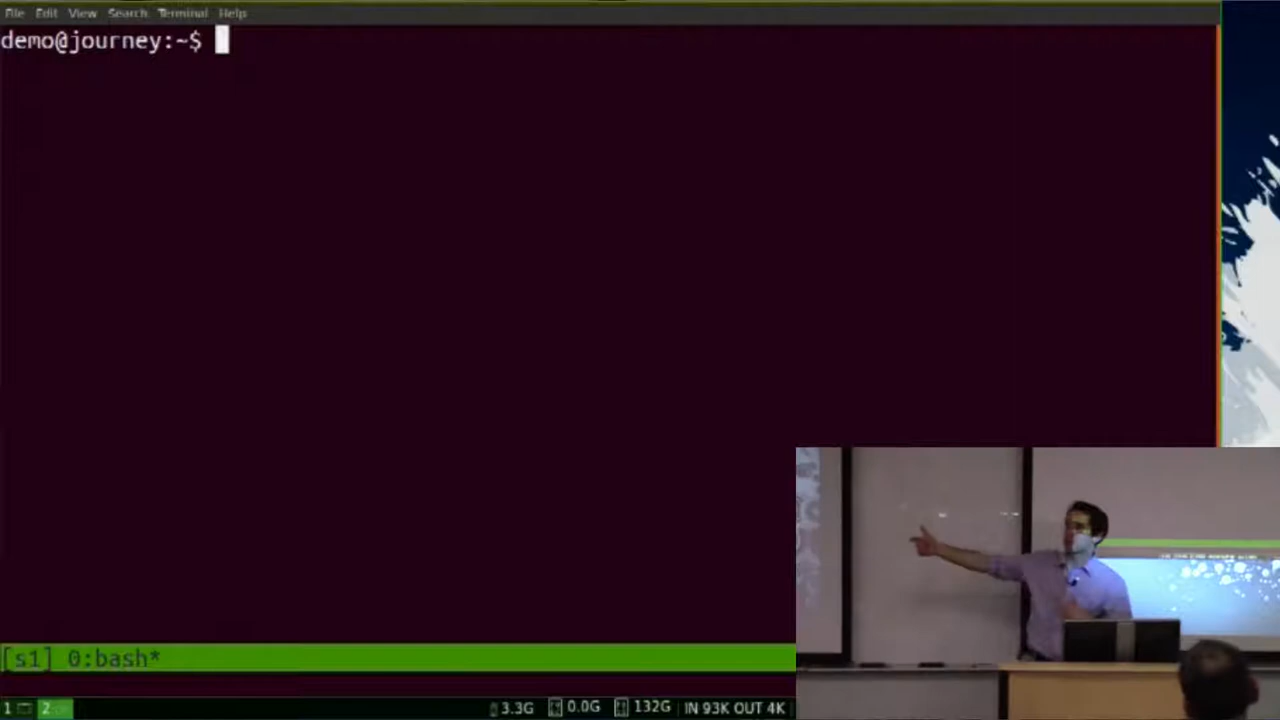 File Edit View Search Terminal Help
demo@journey:~$
[s1] 0:bash*
1 2 3.3G 0.0G 132G IN 93K OUT 4K